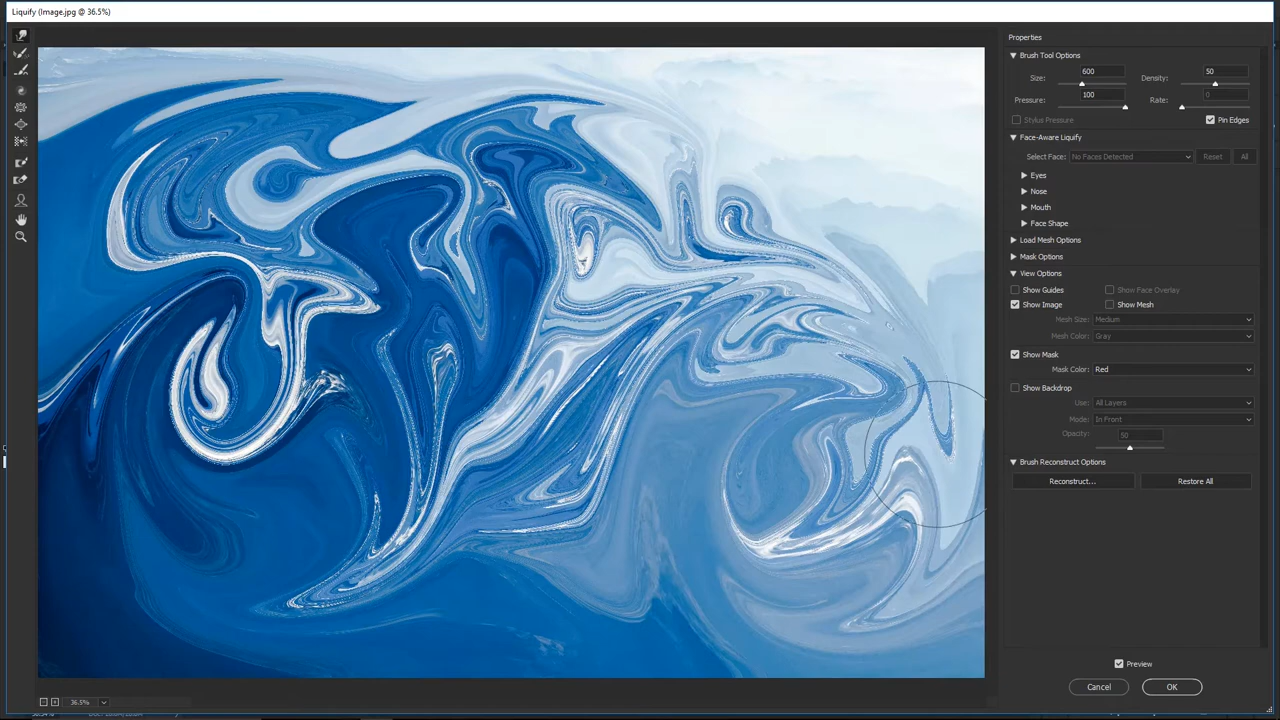 Liquify (Image.jpg @ 36.5%)
Properties
Brush Tool Options
Size: 600 Density: 50
Pressure: 100 Rate: 0
Stylus Pressure Pin Edges
Face-Aware Liquify
Select Face: No Faces Detected Reset All
Eyes
Nose
Mouth
Face Shape
Load Mesh Options
Mask Options
View Options
Show Guides Show Face Overlay
Show Image Show Mesh
Mesh Size: Medium
Mesh Color: Gray
Show Mask
Mask Color: Red
Show Backdrop
Use: All Layers
Mode: In Front
Opacity: 50
Brush Reconstruct Options
Reconstruct... Restore All
Preview
36.5% Cancel OK